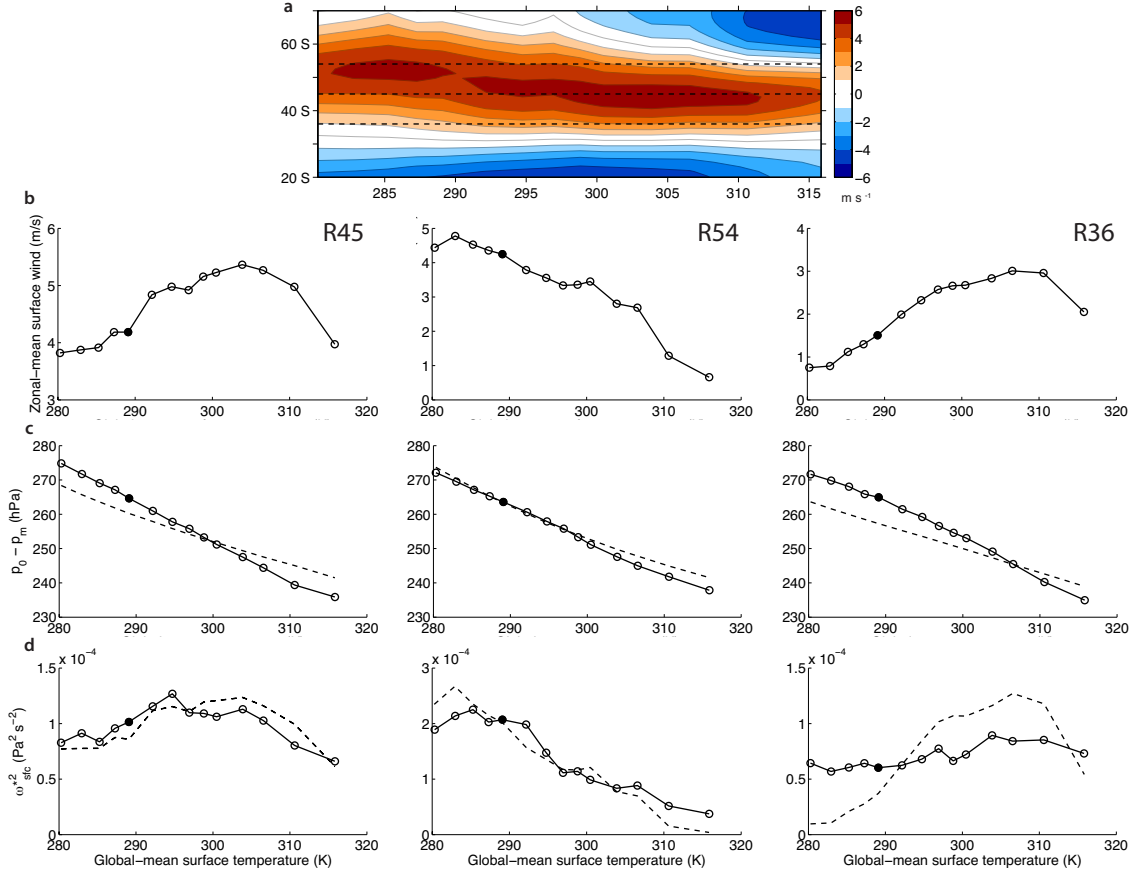 a
60 S
40 S
20 S
285 290 295 300 305 310 315
6
4
2
0
−2
−4
−6
m s -1
b
R45 R54 R36
Zonal−mean surface wind (m/s)
6
5
4
3
280 290 300 310 320
5
4
3
2
1
0
280 290 300 310 320
4
3
2
1
0
280 290 300 310 320
c
p0 − pm (hPa)
280
270
260
250
240
230
280 290 300 310 320
280
270
260
250
240
230
280 290 300 310 320
280
270
260
250
240
230
280 290 300 310 320
d
ω*2sfc (Pa2 s−2)
x 10−4
1.5
1
0.5
0
280 290 300 310 320
Global−mean surface temperature (K)
x 10−4
3
2
1
0
280 290 300 310 320
Global−mean surface temperature (K)
x 10−4
1.5
1
0.5
0
280 290 300 310 320
Global−mean surface temperature (K)